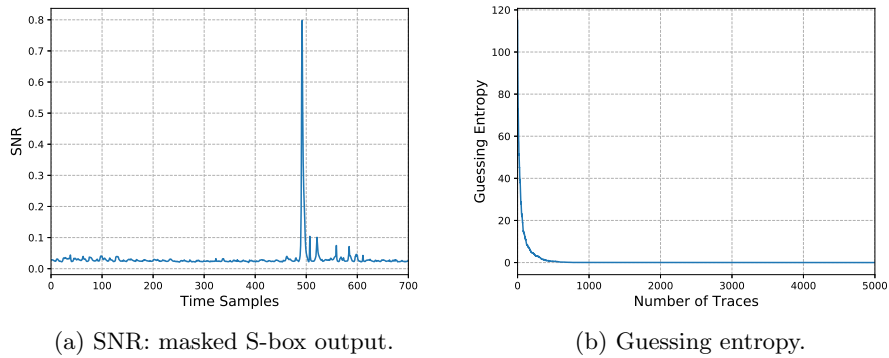 0.8
0.7
0.6
0.5
0.4
0.3
0.2
0.1
0.0
SNR
0 100 200 300 400 500 600 700
Time Samples
(a) SNR: masked S-box output.
120
100
80
60
40
20
0
Guessing Entropy
0 1000 2000 3000 4000 5000
Number of Traces
(b) Guessing entropy.